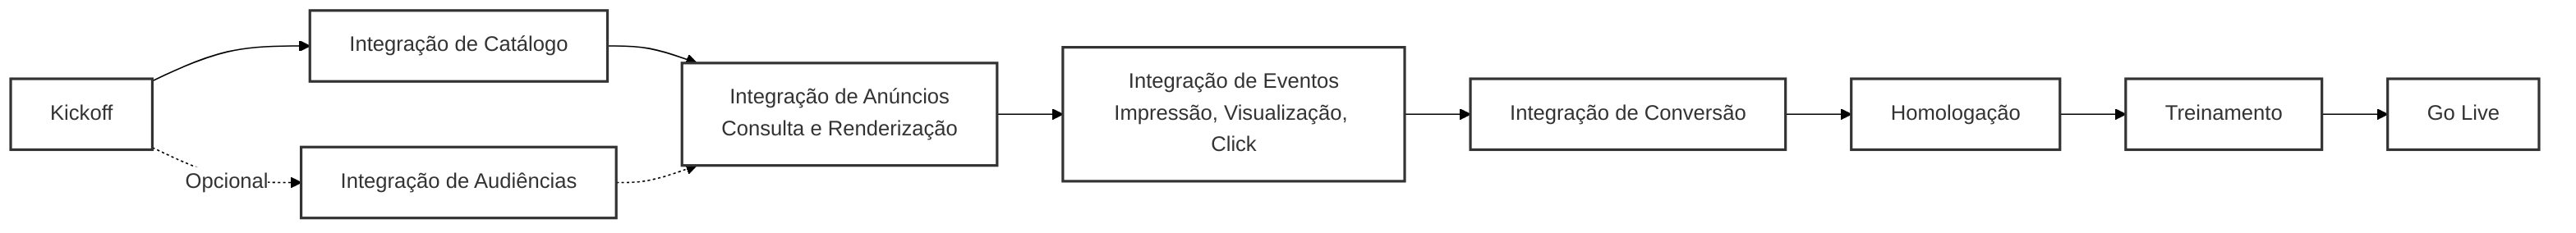 Kickoff
Integração de Catálogo
Opcional
Integração de Audiências
Integração de Anúncios
Consulta e Renderização
Integração de Eventos
Impressão, Visualização,
Click
Integração de Conversão
Homologação
Treinamento
Go Live